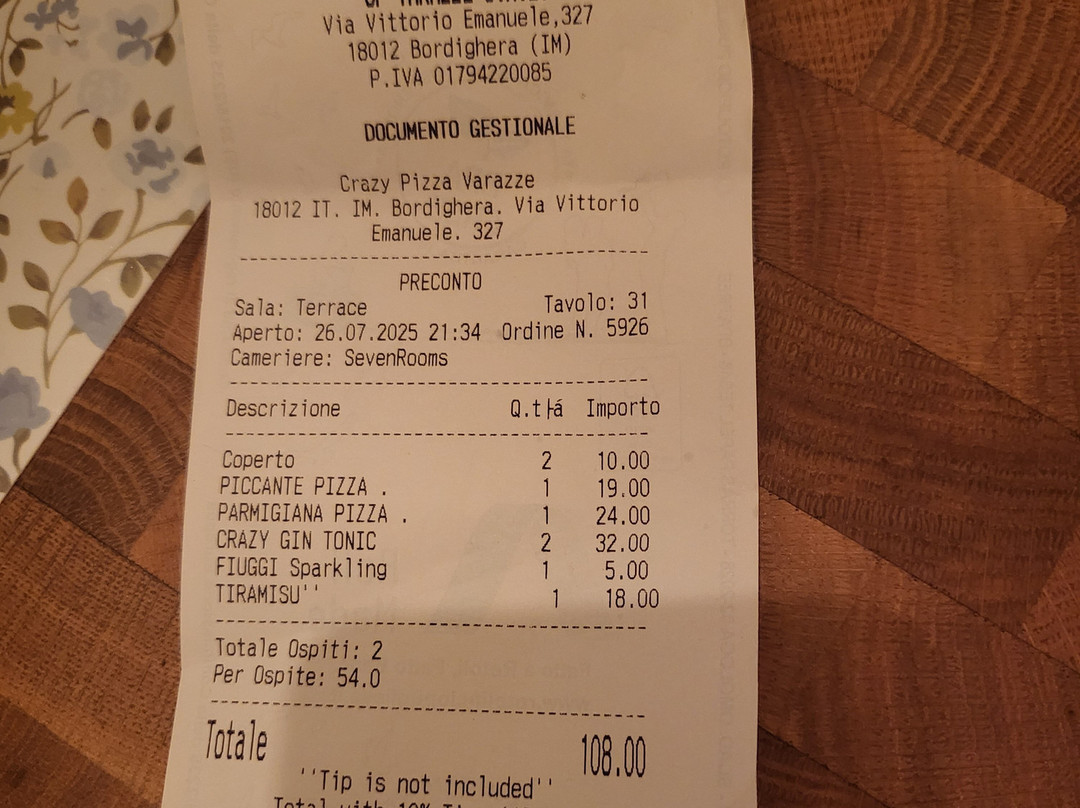 Via Vittorio Emanuele,327
18012 Bordighera (IM)
P.IVA 01794220085
DOCUMENTO GESTIONALE
Crazy Pizza Varazze
18012 IT. IM. Bordighera. Via Vittorio
Emanuele. 327
PRECONTO
Sala: Terrace Tavolo: 31
Aperto: 26.07.2025 21:34 Ordine N. 5926
Cameriere: SevenRooms
Descrizione Q.t├á Importo
Coperto 2 10.00
PICCANTE PIZZA . 1 19.00
PARMIGIANA PIZZA . 1 24.00
CRAZY GIN TONIC 2 32.00
FIUGGI Sparkling 1 5.00
TIRAMISU'' 1 18.00
Totale Ospiti: 2
Per Ospite: 54.0
Totale 108.00
''Tip is not included''
Total with 10%